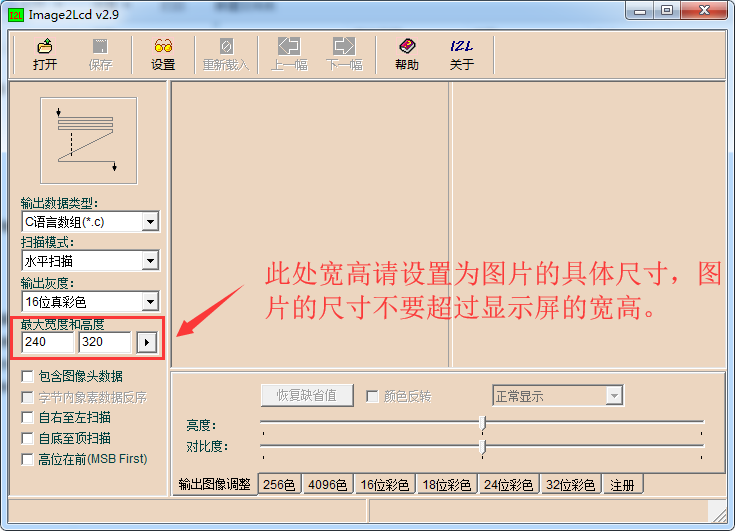 Image2Lcd v2.9
打开 保存 设置 重新载入 上一幅 下一幅 帮助 I2L 关于
输出数据类型:
C语言数组(*.c)
扫描模式:
水平扫描
输出灰度:
16位真彩色
最大宽度和高度
240 320
此处宽高请设置为图片的具体尺寸，图
片的尺寸不要超过显示屏的宽高。
包含图像头数据
字节内象素数据反序
自右至左扫描
自底至顶扫描
高位在前(MSB First)
恢复缺省值 颜色反转 正常显示
亮度:
对比度:
输出图像调整 256色 4096色 16位彩色 18位彩色 24位彩色 32位彩色 注册